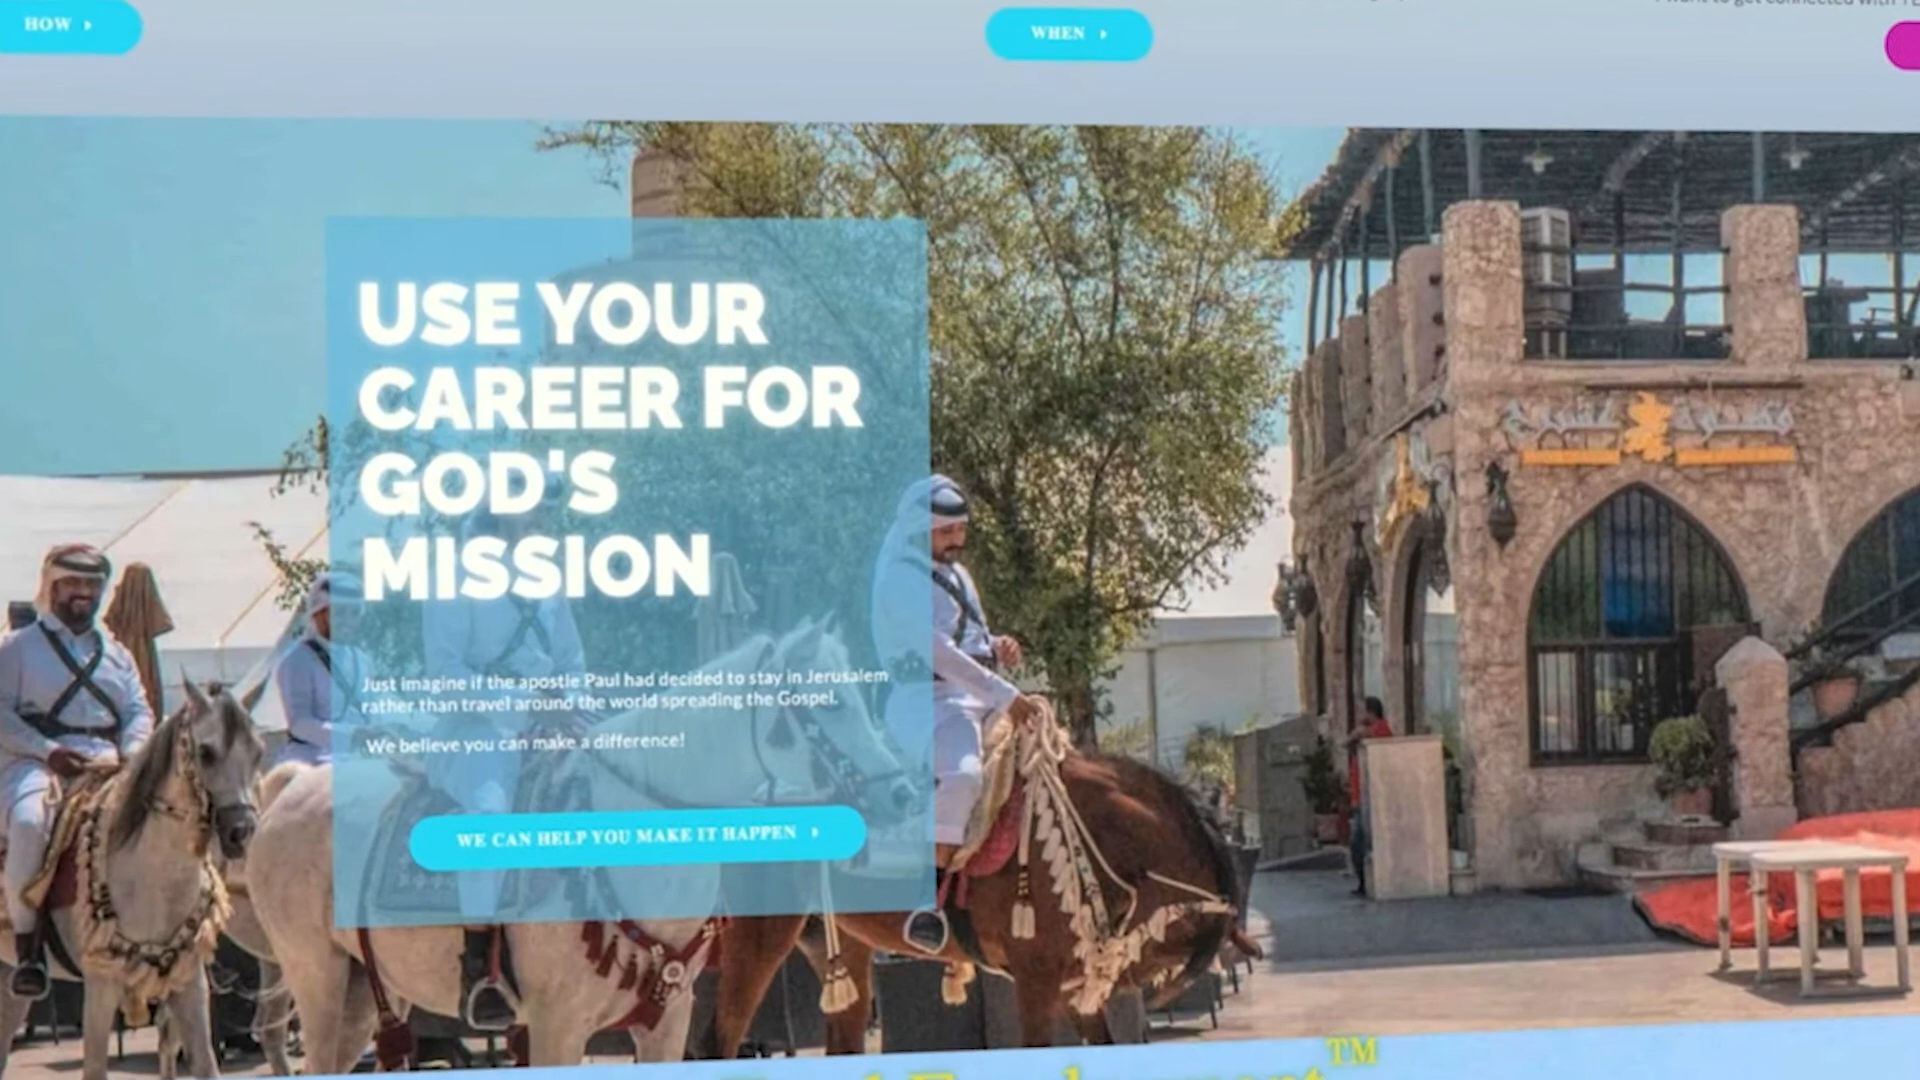 HOW
WHEN
USE YOUR
CAREER FOR
GOD'S
MISSION
Just imagine if the apostle Paul had decided to stay in Jerusalem
rather than travel around the world spreading the Gospel.
We believe you can make a difference!
WE CAN HELP YOU MAKE IT HAPPEN
TM